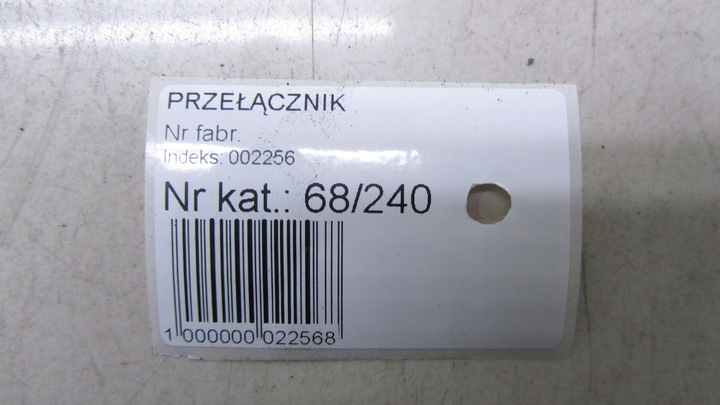 PRZEŁĄCZNIK
Nr fabr.
Indeks: 002256
Nr kat.: 68/240
1 000000 022568